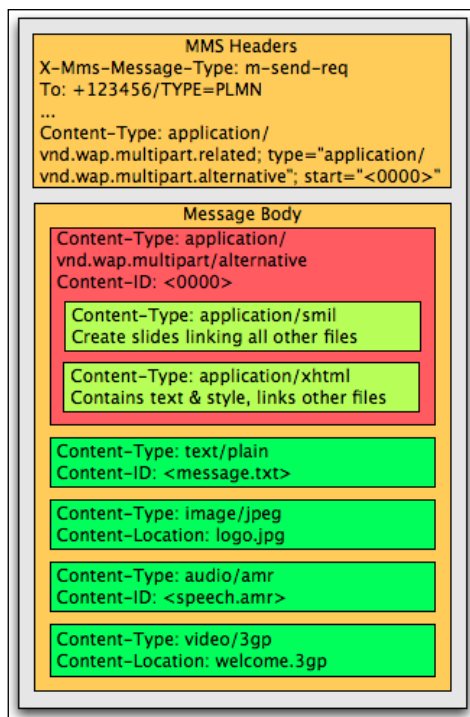 MMS Headers
X-Mms-Message-Type: m-send-req
To: +123456/TYPE=PLMN
...
Content-Type: application/
vnd.wap.multipart.related; type="application/
vnd.wap.multipart.alternative"; start="<0000>"
Message Body
Content-Type: application/
vnd.wap.multipart/alternative
Content-ID: <0000>
Content-Type: application/smil
Create slides linking all other files
Content-Type: application/xhtml
Contains text & style, links other files
Content-Type: text/plain
Content-ID: <message.txt>
Content-Type: image/jpeg
Content-Location: logo.jpg
Content-Type: audio/amr
Content-ID: <speech.amr>
Content-Type: video/3gp
Content-Location: welcome.3gp